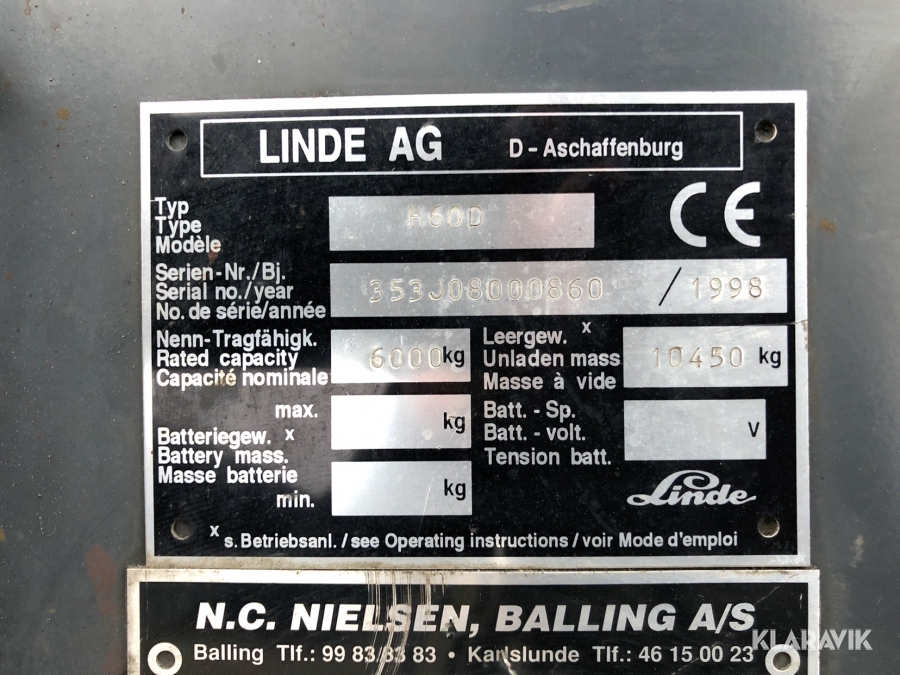 LINDE AG D-Aschaffenburg
Typ
Type
Modèle
H60D
CE
Serien-Nr./Bj.
Serial no./year
No. de série/année
353J08000860 / 1998
Nenn-Tragfähigk.
Rated capacity
Capacité nominale
6000 kg
Leergew. x
Unladen mass
Masse à vide
10450 kg
max.
kg
Batteriegew. x
Battery mass.
Masse batterie
min.
kg
Batt.-Sp.
Batt.-volt.
Tension batt.
V
Linde
x s. Betriebsanl. / see Operating instructions / voir Mode d'emploi
N.C. NIELSEN, BALLING A/S
Balling Tlf.: 99 83 83 83 • Karlslunde Tlf.: 46 15 00 23
KLARAVIK